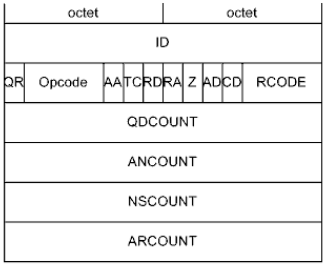 octet octet
ID
QR Opcode AA TC RD RA Z AD CD RCODE
QDCOUNT
ANCOUNT
NSCOUNT
ARCOUNT